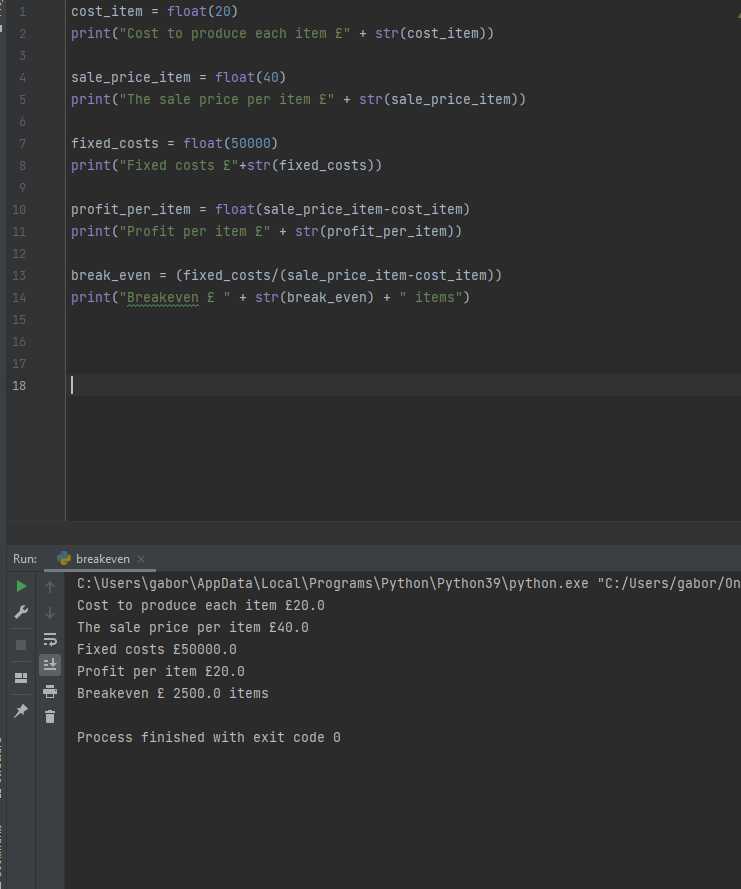 1 cost_item = float(20)
2 print("Cost to produce each item £" + str(cost_item))
3
4 sale_price_item = float(40)
5 print("The sale price per item £" + str(sale_price_item))
6
7 fixed_costs = float(50000)
8 print("Fixed costs £"+str(fixed_costs))
9
10 profit_per_item = float(sale_price_item-cost_item)
11 print("Profit per item £" + str(profit_per_item))
12
13 break_even = (fixed_costs/(sale_price_item-cost_item))
14 print("Breakeven £ " + str(break_even) + " items")
15
16
17
18
Run: breakeven
C:\Users\gabor\AppData\Local\Programs\Python\Python39\python.exe "C:/Users/gabor/On
Cost to produce each item £20.0
The sale price per item £40.0
Fixed costs £50000.0
Profit per item £20.0
Breakeven £ 2500.0 items
Process finished with exit code 0